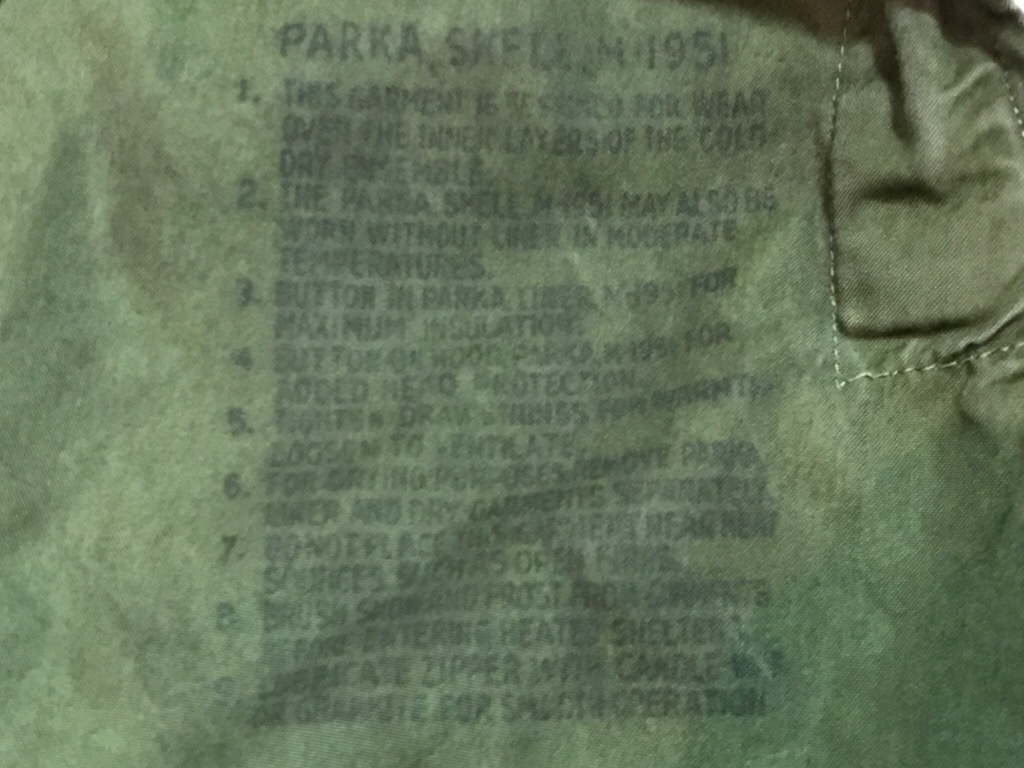 PARKA, SHELL, M-1951
1. THIS GARMENT IS DESIGNED FOR WEAR
OVER THE INNER LAYERS OF THE COLD
DRY ENSEMBLE.
2. THE PARKA, SHELL, M-1951 MAY ALSO BE
WORN WITHOUT LINER IN MODERATE
TEMPERATURES.
3. BUTTON IN PARKA LINER, M-1951 FOR
MAXIMUM INSULATION.
4 BUTTON ON HOOD, PARKA, M-1951 FOR
ADDED HEAD PROTECTION.
5. TIGHTEN DRAW STRINGS FOR WARMTH
LOOSEN TO VENTILATE.
6. FOR DRYING PURPOSES REMOVE PARKA
LINER AND DRY GARMENTS SEPARATELY.
7. DO NOT PLACE THIS GARMENT NEAR HEAT
SOURCES, SUCH AS OPEN FIRES.
8. BRUSH SNOW AND FROST FROM GARMENTS
BEFORE ENTERING HEATED SHELTER
9. LUBRICATE ZIPPER WITH CANDLE WAX
OR GRAPHITE FOR SMOOTH OPERATION